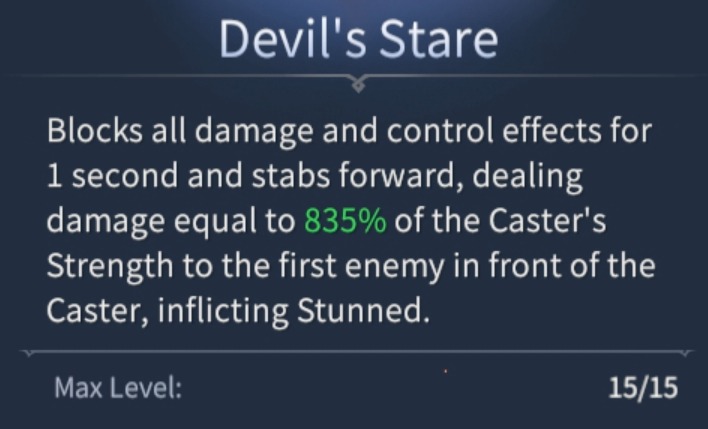 Devil's Stare
Blocks all damage and control effects for
1 second and stabs forward, dealing
damage equal to 835% of the Caster's
Strength to the first enemy in front of the
Caster, inflicting Stunned.
Max Level: 15/15